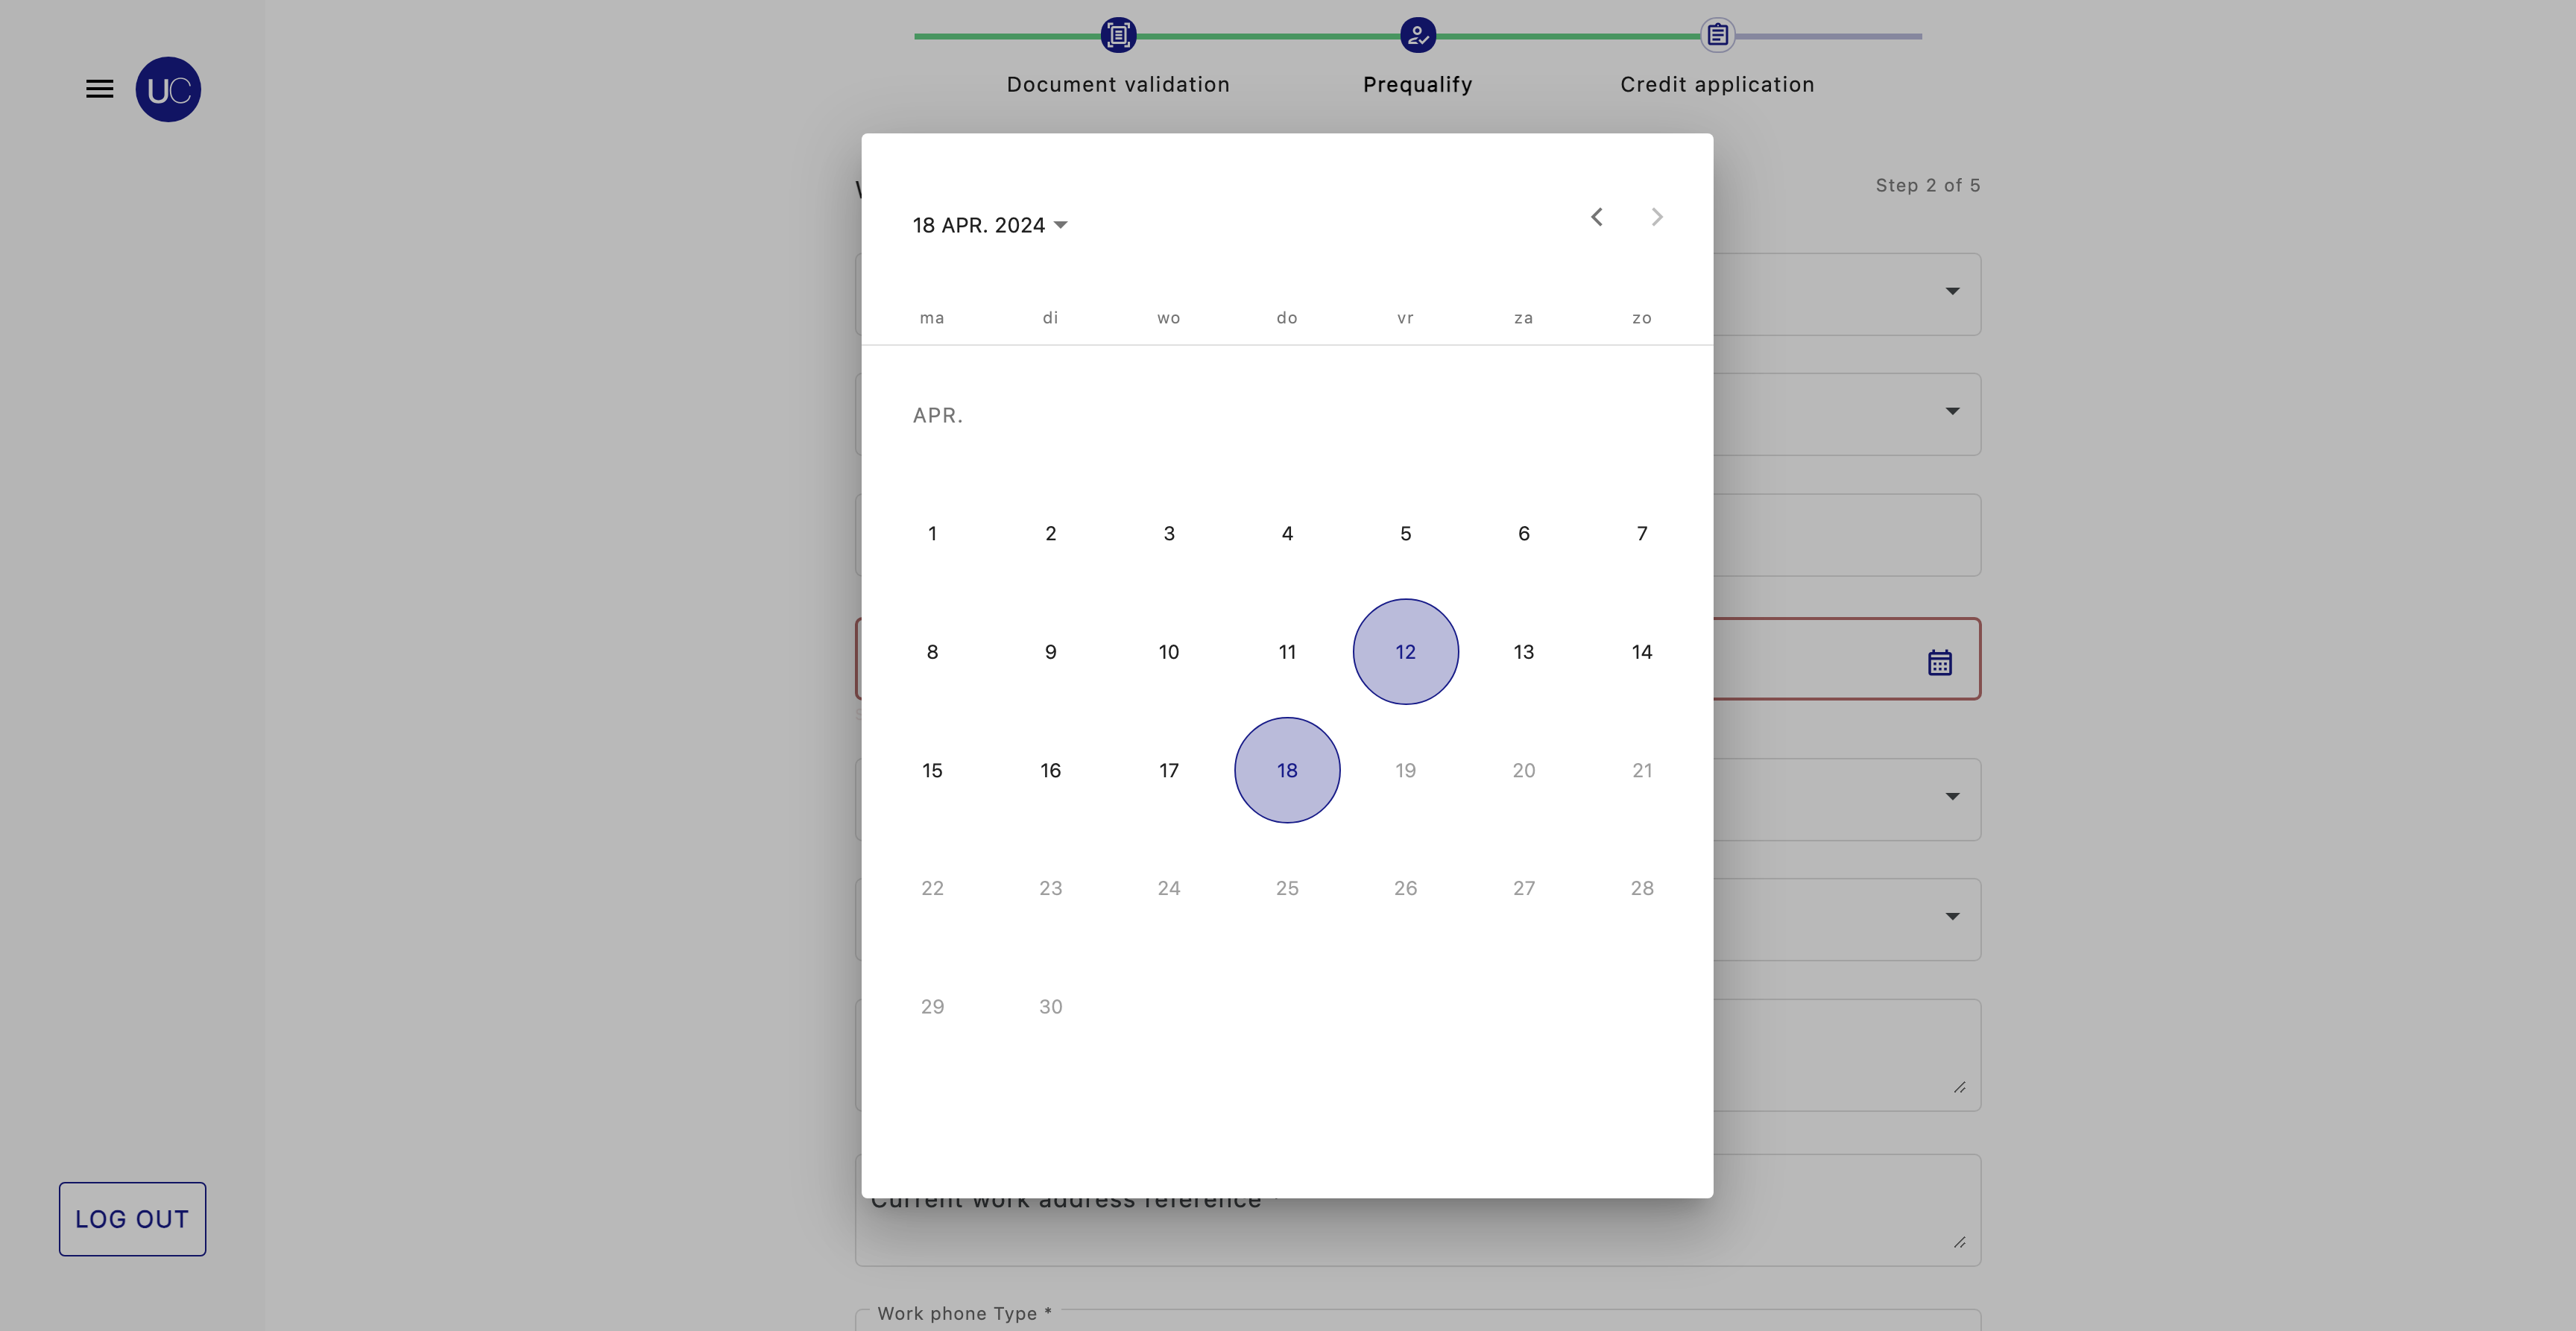 UC
Document validation
Prequalify
Credit application
Step 2 of 5
18 APR. 2024
ma di wo do vr za zo
APR.
1 2 3 4 5 6 7
8 9 10 11 12 13 14
15 16 17 18 19 20 21
22 23 24 25 26 27 28
29 30
Current work address reference
LOG OUT
Work phone Type *